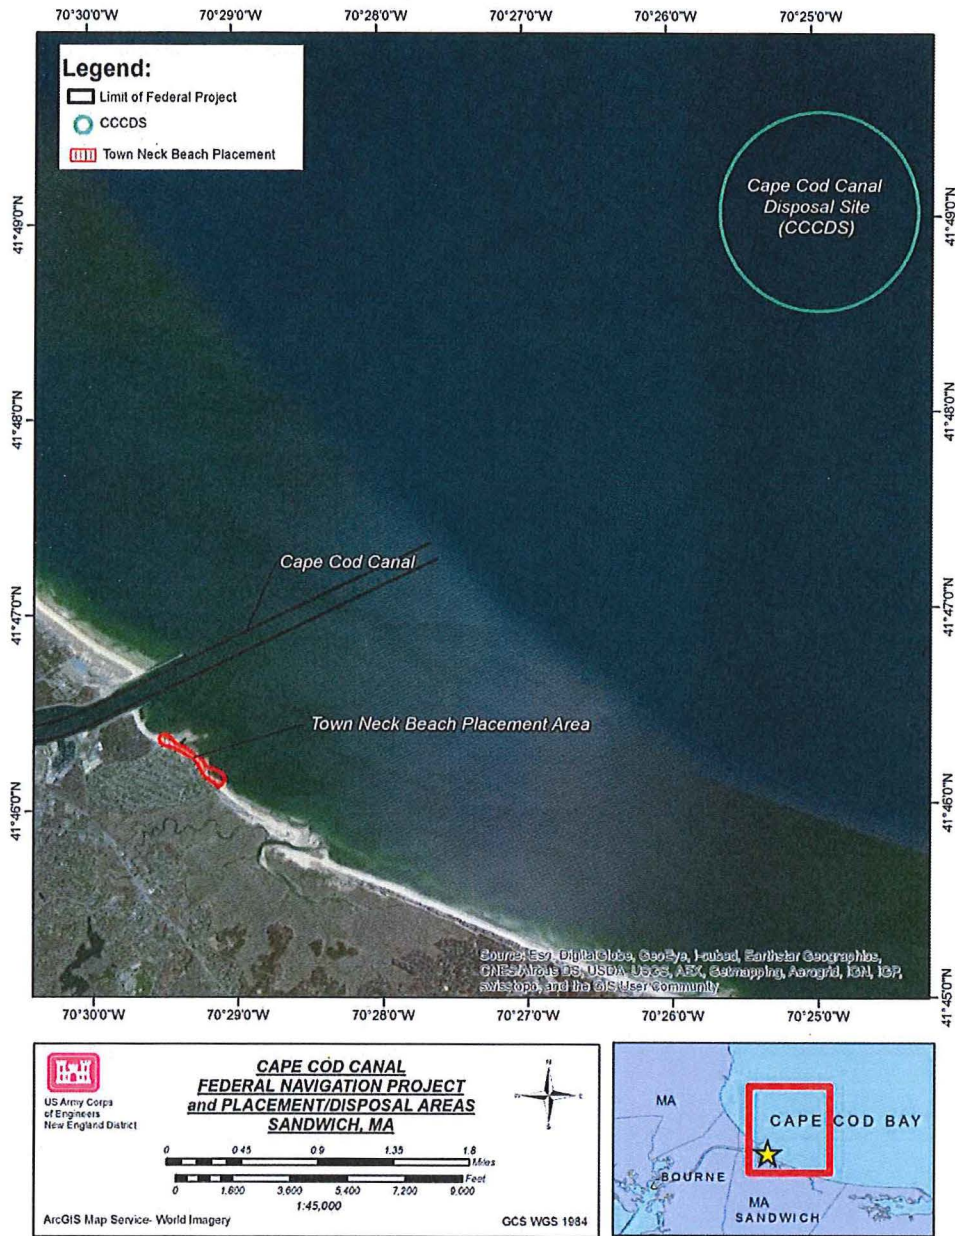 70°30'0"W 70°29'0"W 70°28'0"W 70°27'0"W 70°26'0"W 70°25'0"W
Legend:
Limit of Federal Project
CCCDS
Town Neck Beach Placement
Cape Cod Canal
Disposal Site
(CCCDS)
41°49'0"N
41°49'0"N
41°48'0"N
41°48'0"N
Cape Cod Canal
41°47'0"N
41°47'0"N
Town Neck Beach Placement Area
41°46'0"N
41°46'0"N
Source: Esri, DigitalGlobe, GeoEye, i-cubed, Earthstar Geographics,
CNES/Airbus DS, USDA, USGS, AEX, Getmapping, Aerogrid, IGN, IGP,
swisstopo, and the GIS User Community
41°45'0"N
70°30'0"W 70°29'0"W 70°28'0"W 70°27'0"W 70°26'0"W 70°25'0"W
US Army Corps
of Engineers
New England District
CAPE COD CANAL
FEDERAL NAVIGATION PROJECT
and PLACEMENT/DISPOSAL AREAS
SANDWICH, MA
N
W E
S
0 0.45 0.9 1.35 1.8
Miles
Feet
0 1,800 3,600 5,400 7,200 9,000
1:45,000
ArcGIS Map Service- World Imagery
GCS WGS 1984
MA
CAPE COD BAY
BOURNE
MA
SANDWICH